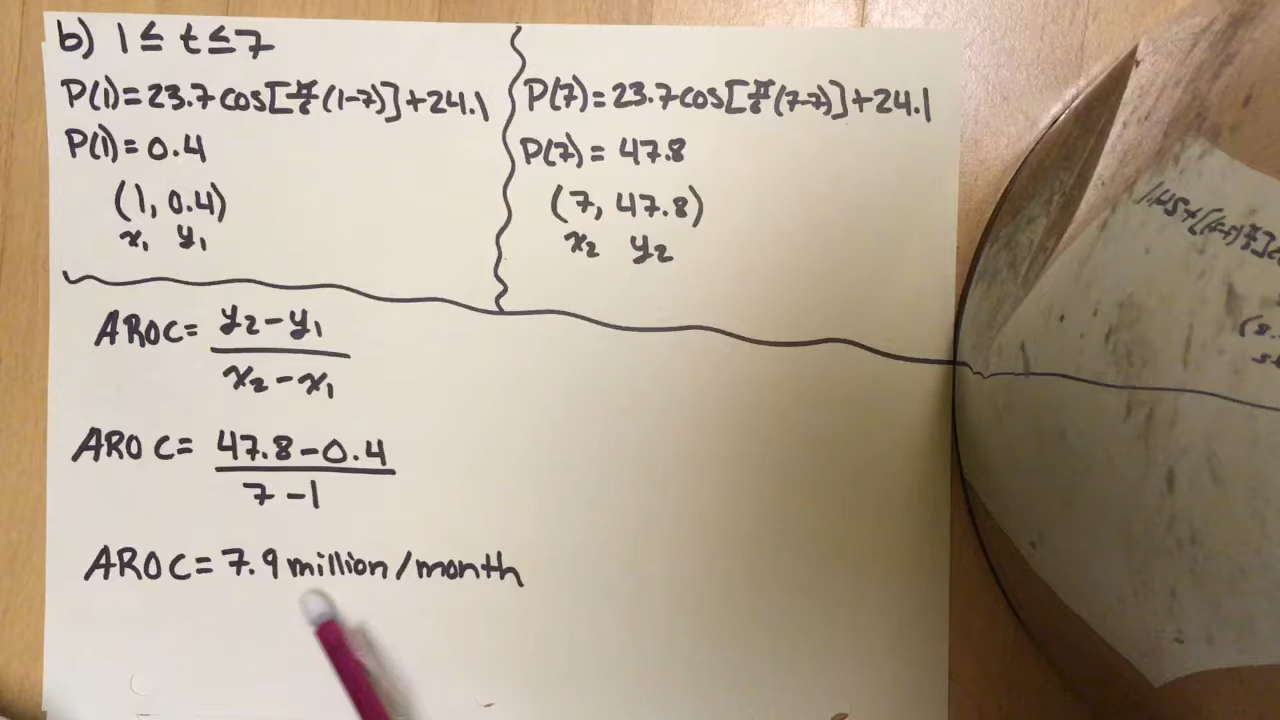 b) 1 ≤ t ≤ 7
P(1) = 23.7 cos[π/6 (1-7)] + 24.1
P(1) = 0.4
(1, 0.4)
x₁ y₁
P(7) = 23.7 cos[π/6 (7-7)] + 24.1
P(7) = 47.8
(7, 47.8)
x₂ y₂
AROC = y₂ - y₁
x₂ - x₁
AROC = 47.8 - 0.4
7 - 1
AROC = 7.9 million/month